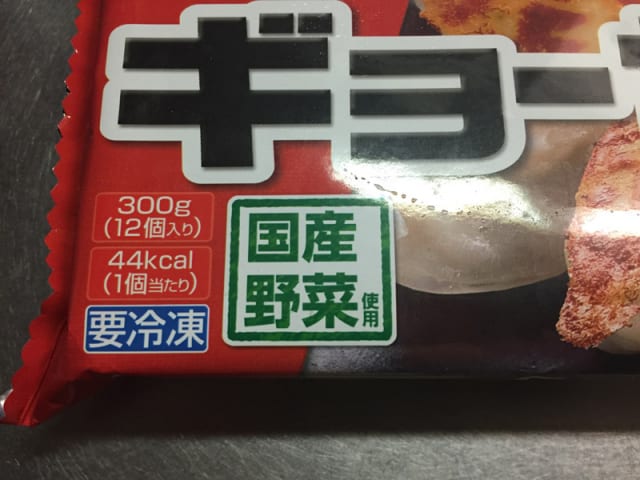 ギョー
300g
(12個入り)
44kcal
(1個当たり)
要冷凍
国産
野菜使用